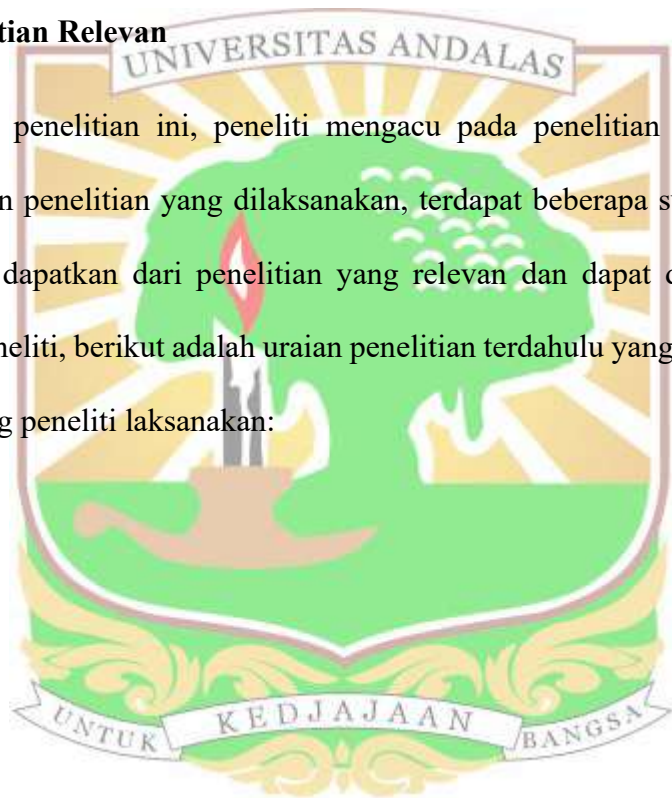 tian Relevan
UNIVERSITAS ANDALAS
penelitian ini, peneliti mengacu pada penelitian
n penelitian yang dilaksanakan, terdapat beberapa
dapatkan dari penelitian yang relevan dan dapat
neliti, berikut adalah uraian penelitian terdahulu yang
g peneliti laksanakan:
UNTUK KEDJAJAAN BANGSA